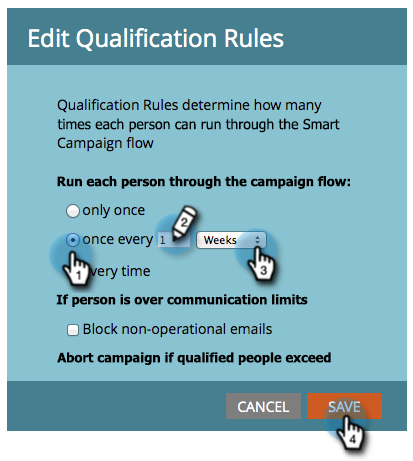 Edit Qualification Rules
Qualification Rules determine how many
times each person can run through the Smart
Campaign flow
Run each person through the campaign flow:
only once
once every 1 Weeks
2
1
3
very time
If person is over communication limits
Block non-operational emails
Abort campaign if qualified people exceed
CANCEL SAVE
4